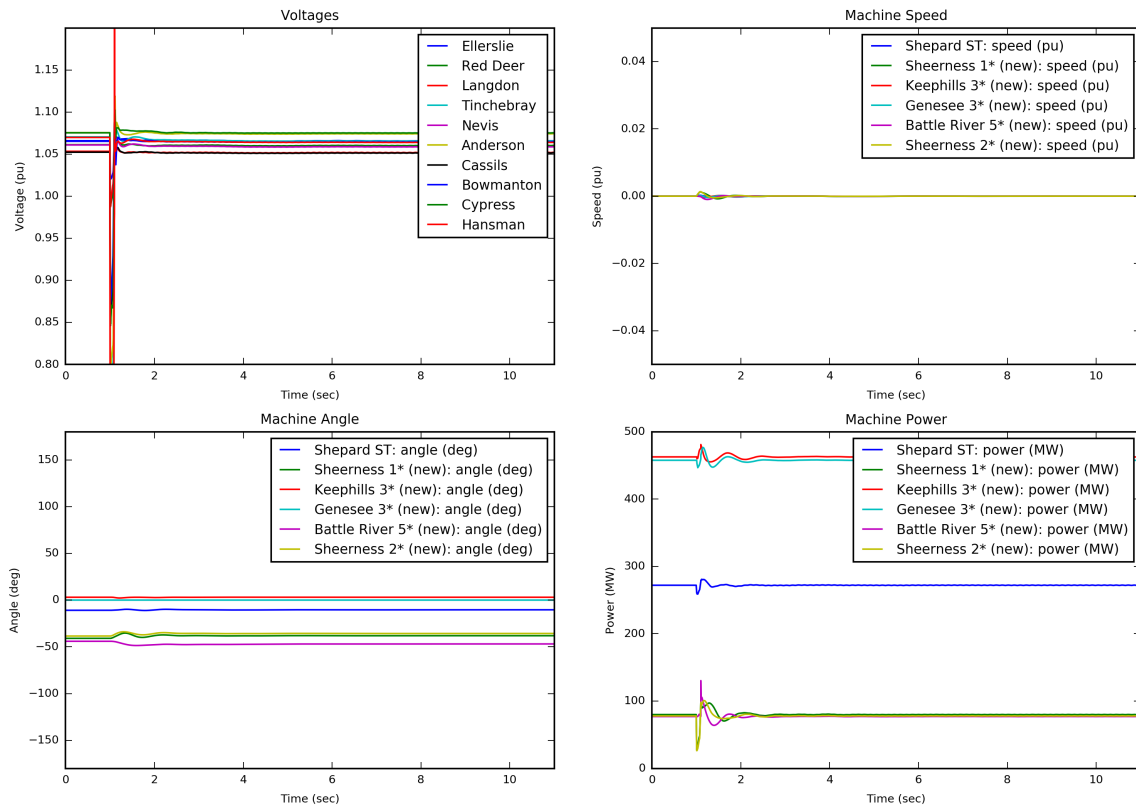 Voltages
Voltage (pu)
1.15
1.10
1.05
1.00
0.95
0.90
0.85
0.80
0 2 4 6 8 10
Time (sec)
Ellerslie
Red Deer
Langdon
Tinchebray
Nevis
Anderson
Cassils
Bowmanton
Cypress
Hansman
Machine Speed
Speed (pu)
0.04
0.02
0.00
−0.02
−0.04
0 2 4 6 8 10
Time (sec)
Shepard ST: speed (pu)
Sheerness 1* (new): speed (pu)
Keephills 3* (new): speed (pu)
Genesee 3* (new): speed (pu)
Battle River 5* (new): speed (pu)
Sheerness 2* (new): speed (pu)
Machine Angle
Angle (deg)
150
100
50
0
−50
−100
−150
0 2 4 6 8 10
Time (sec)
Shepard ST: angle (deg)
Sheerness 1* (new): angle (deg)
Keephills 3* (new): angle (deg)
Genesee 3* (new): angle (deg)
Battle River 5* (new): angle (deg)
Sheerness 2* (new): angle (deg)
Machine Power
Power (MW)
500
400
300
200
100
0
0 2 4 6 8 10
Time (sec)
Shepard ST: power (MW)
Sheerness 1* (new): power (MW)
Keephills 3* (new): power (MW)
Genesee 3* (new): power (MW)
Battle River 5* (new): power (MW)
Sheerness 2* (new): power (MW)